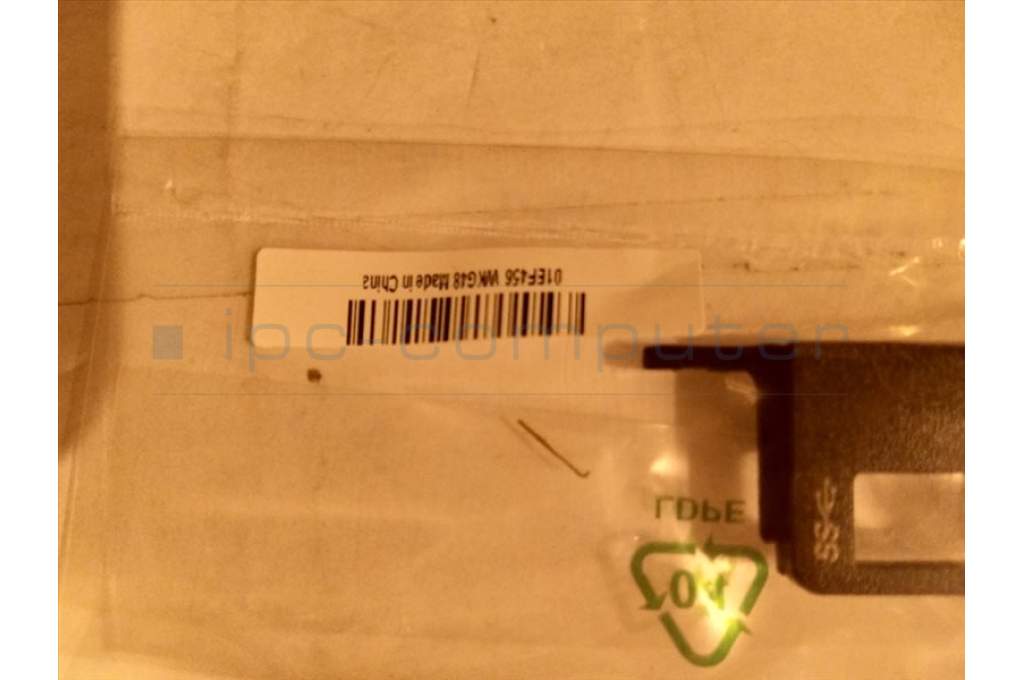 01EF456 WKG48 Made in China
ipc-computer
LDPE
04
SS